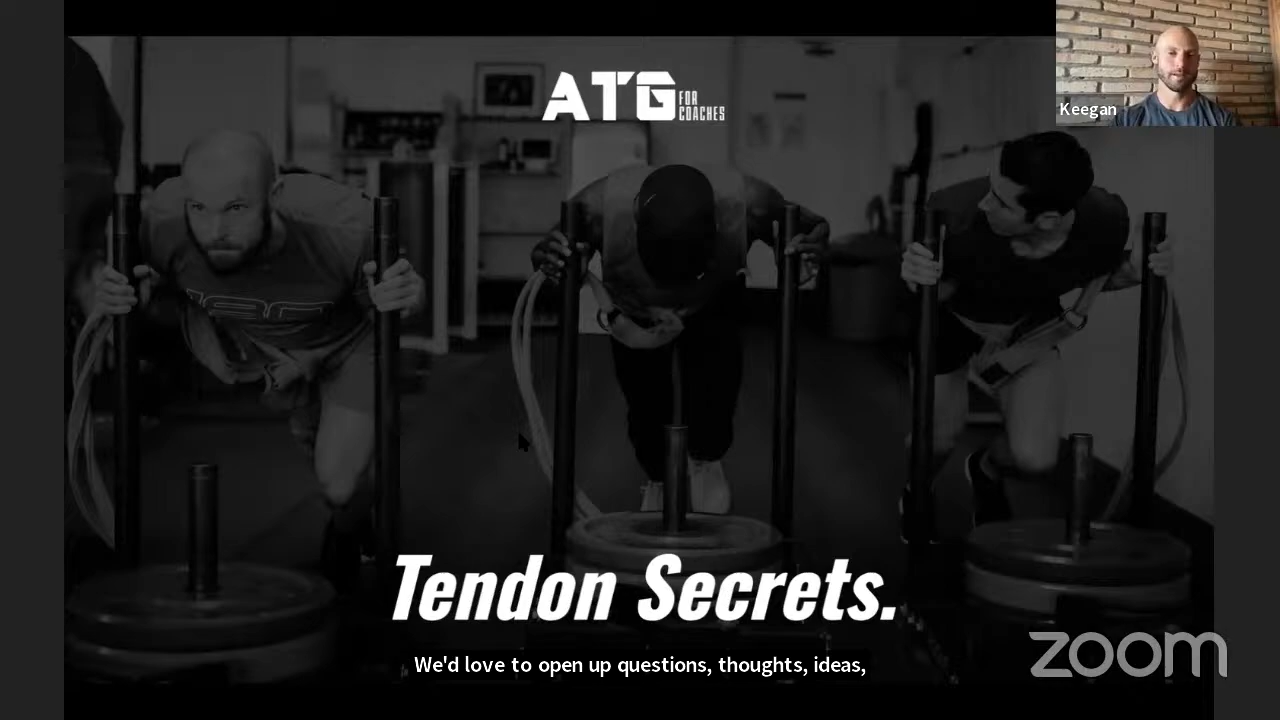 ATG
FOR
COACHES
Keegan
Tendon Secrets.
We'd love to open up questions, thoughts, ideas,
zoom